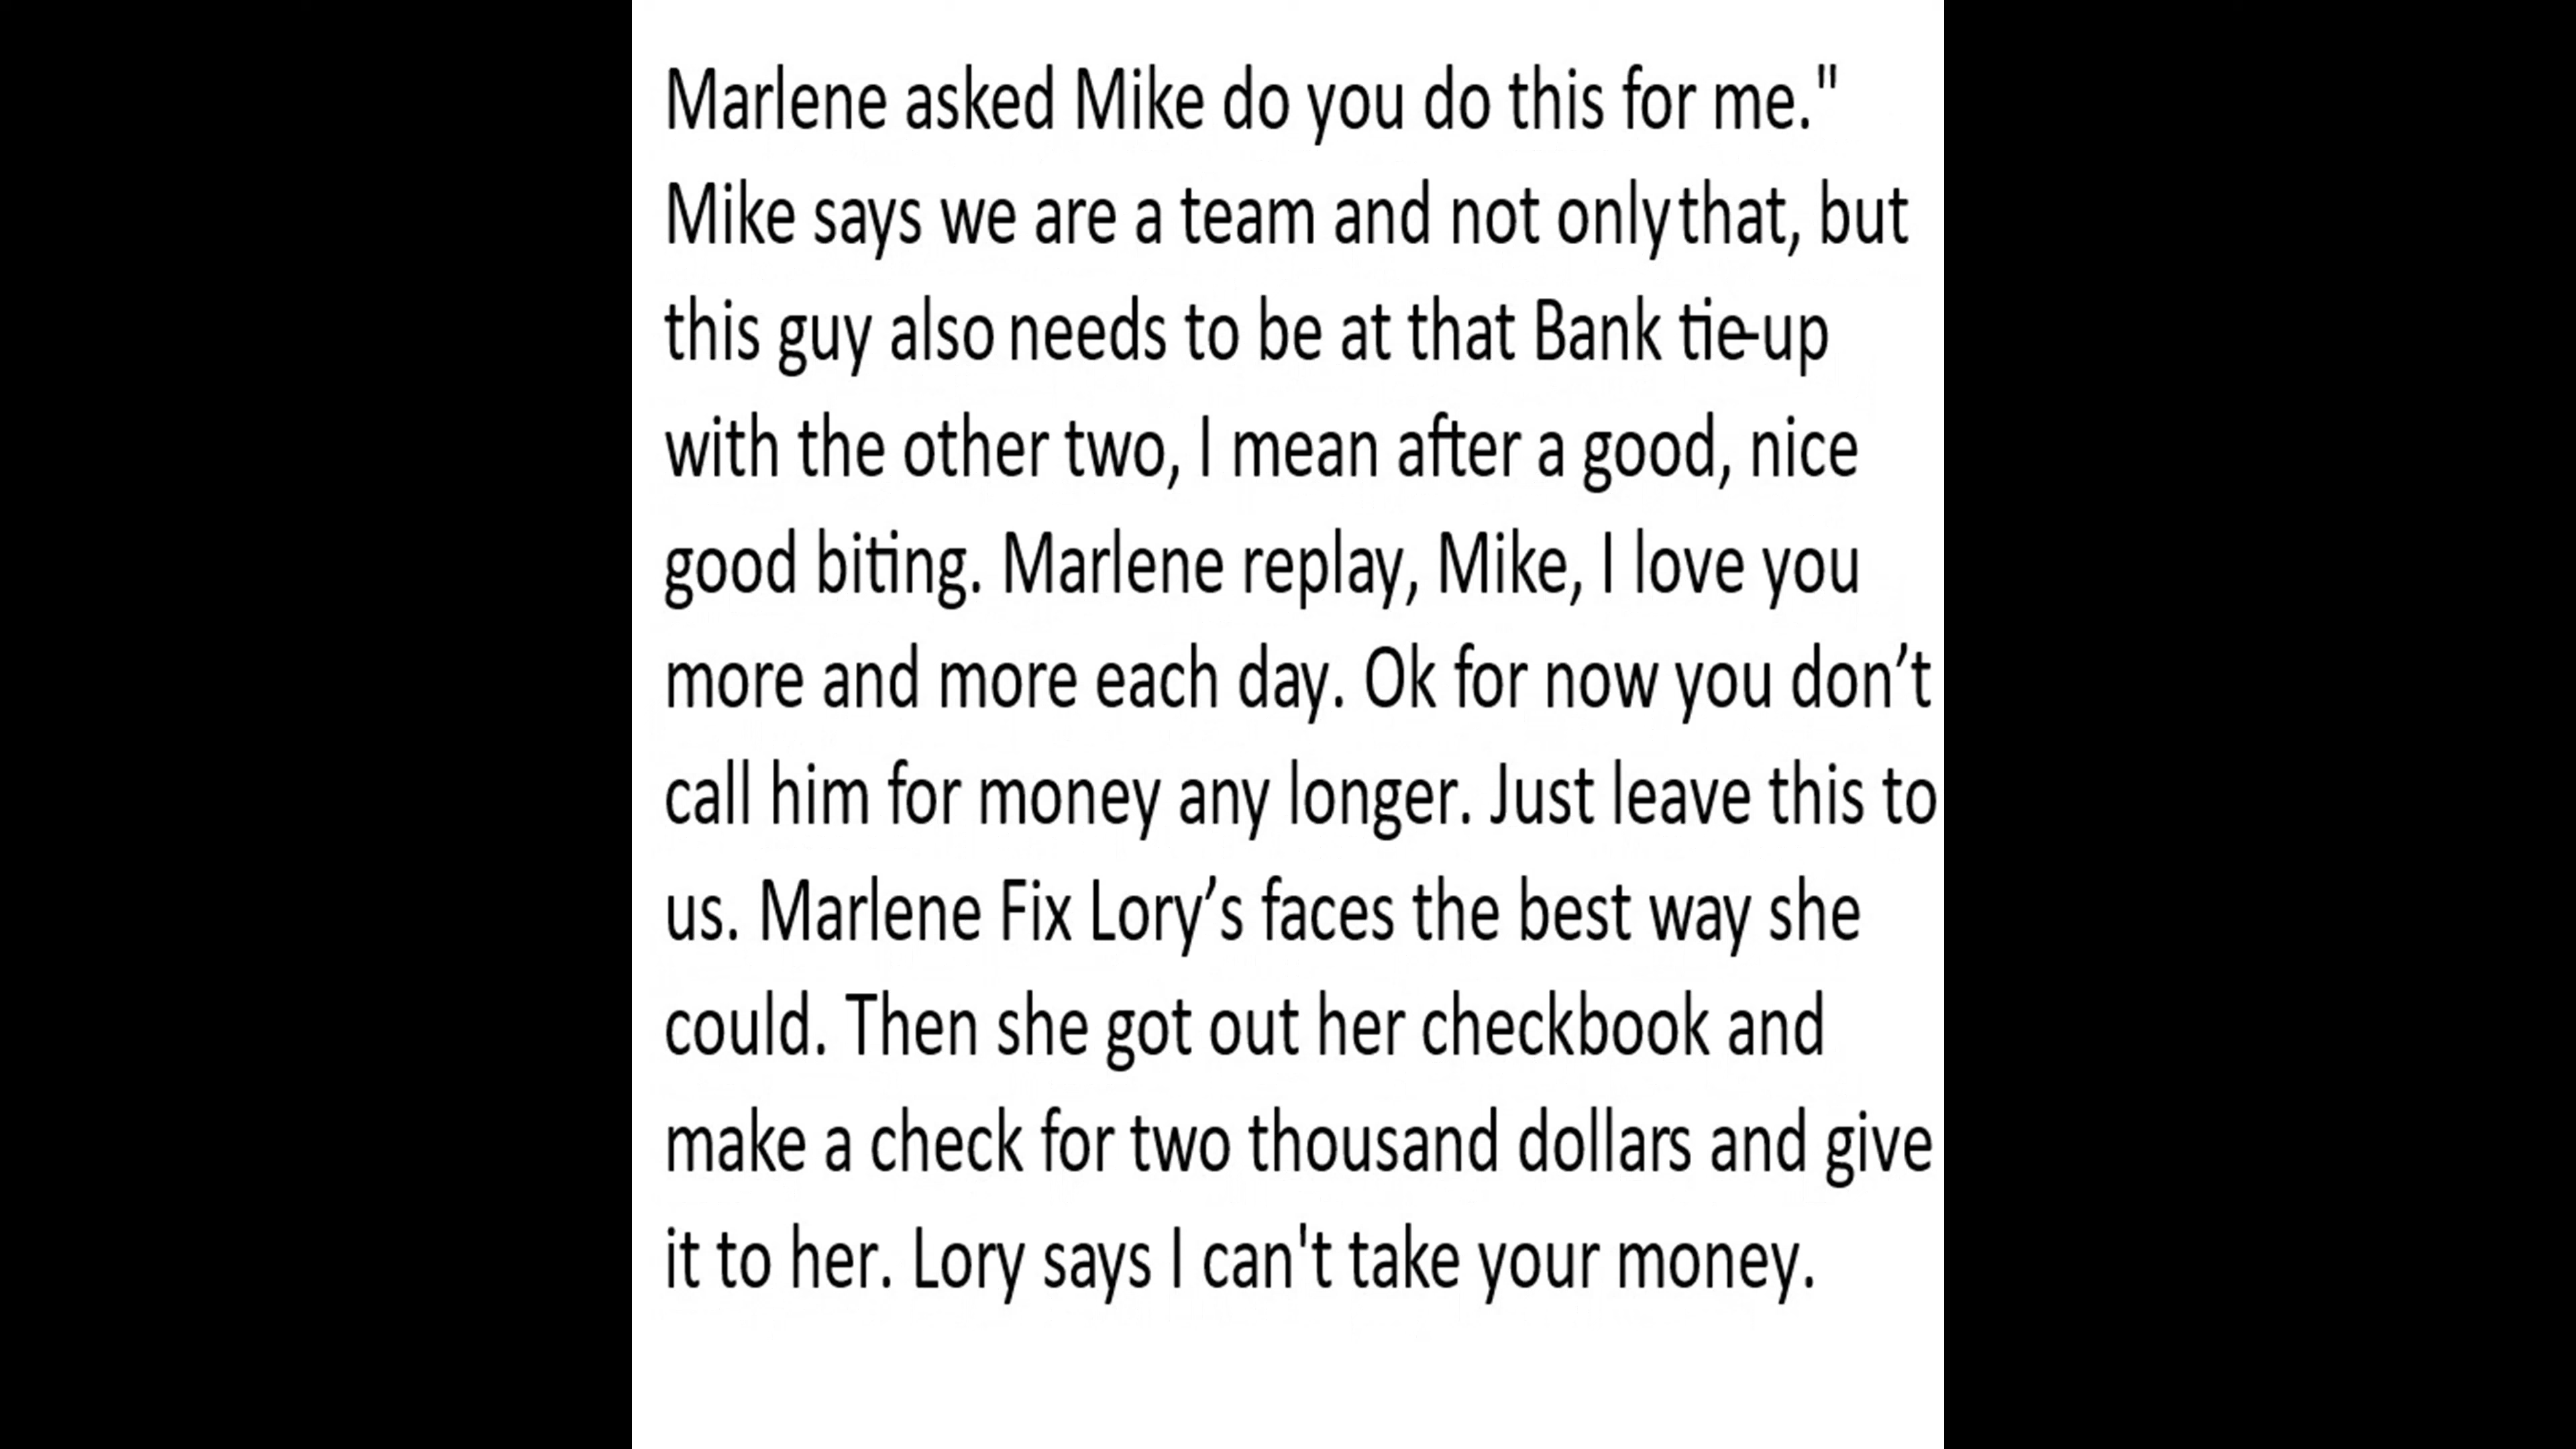 Marlene asked Mike do you do this for me."
Mike says we are a team and not only that, but
this guy also needs to be at that Bank tie-up
with the other two, I mean after a good, nice
good biting. Marlene replay, Mike, I love you
more and more each day. Ok for now you don’t
call him for money any longer. Just leave this to
us. Marlene Fix Lory’s faces the best way she
could. Then she got out her checkbook and
make a check for two thousand dollars and give
it to her. Lory says I can't take your money.